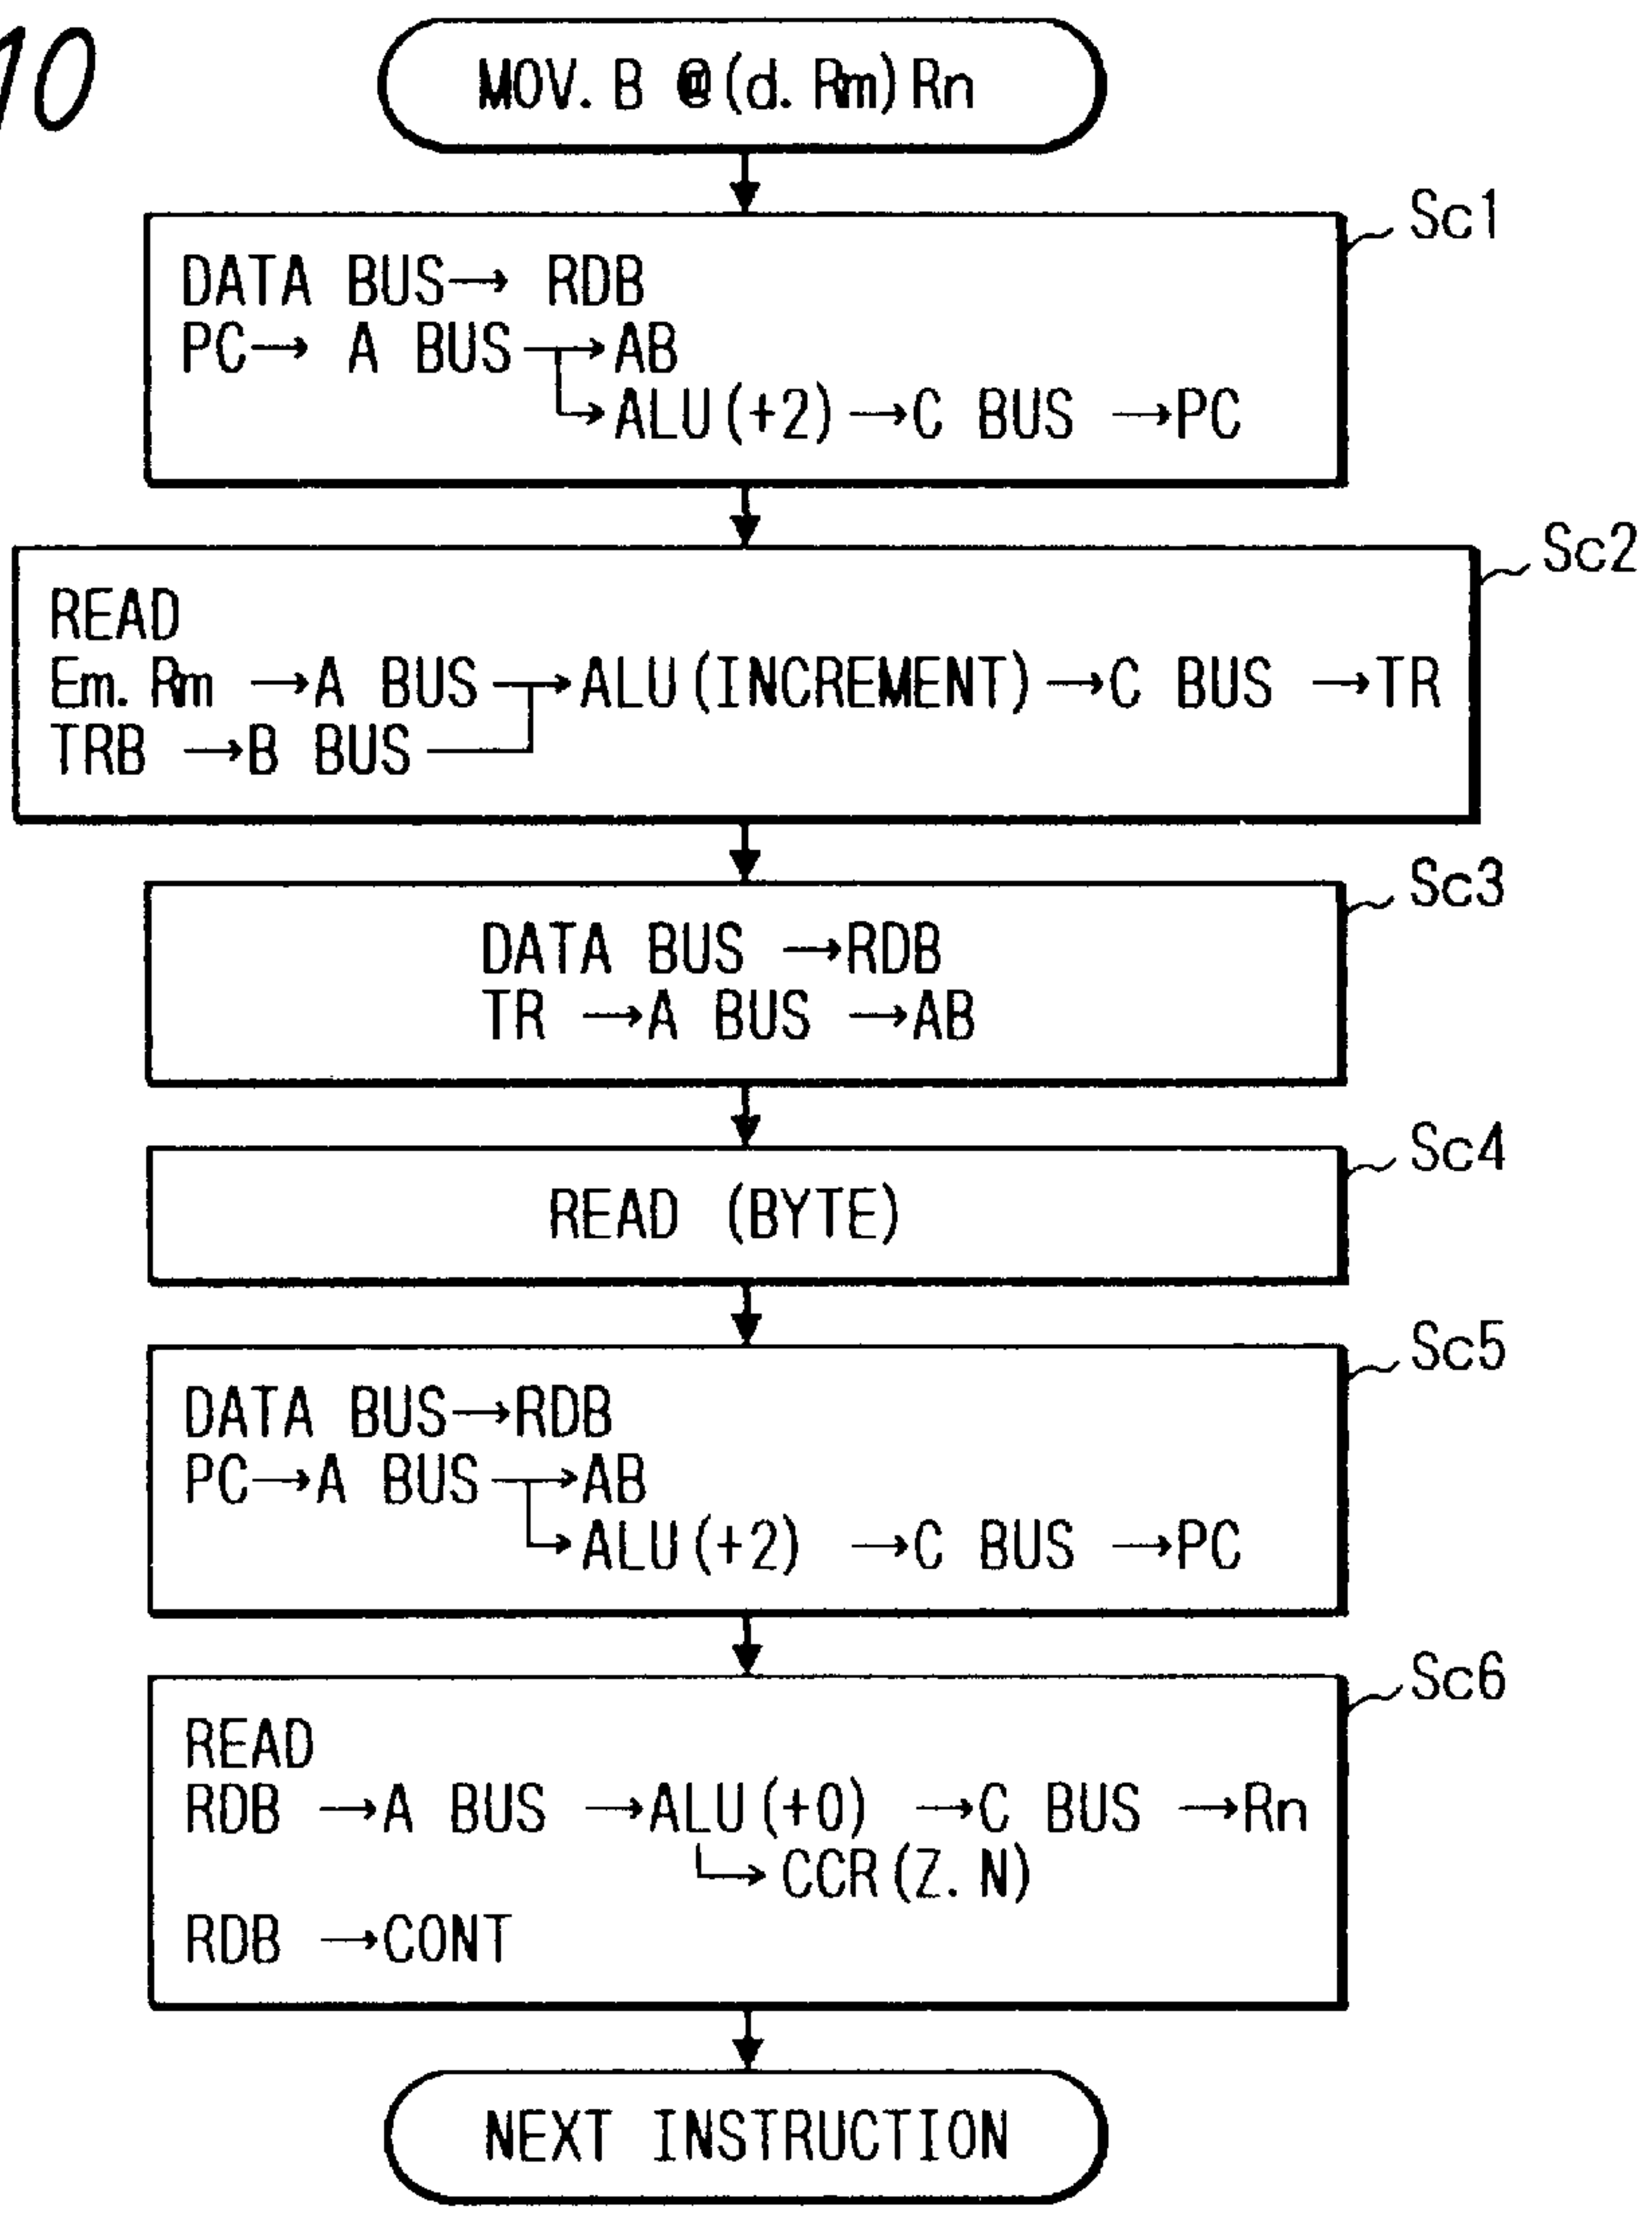 10
MOV. B @(d. Rm) Rn
Sc1
DATA BUS→ RDB
PC→ A BUS→AB
→ALU(+2)→C BUS →PC
Sc2
READ
Em. Rm →A BUS→ALU(INCREMENT)→C BUS →TR
TRB →B BUS
Sc3
DATA BUS →RDB
TR →A BUS →AB
Sc4
READ (BYTE)
Sc5
DATA BUS→RDB
PC→A BUS→AB
→ALU(+2) →C BUS →PC
Sc6
READ
RDB →A BUS →ALU(+0) →C BUS →Rn
→CCR(Z. N)
RDB →CONT
NEXT INSTRUCTION